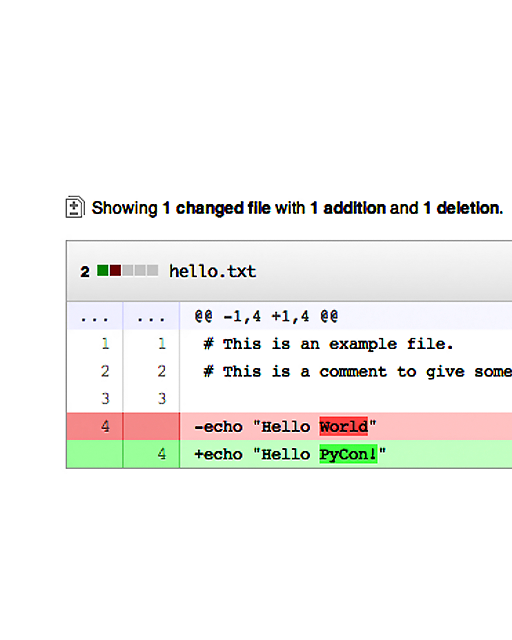 Showing 1 changed file with 1 addition and 1 deletion.
2 hello.txt
... ... @@ -1,4 +1,4 @@
1 1 # This is an example file.
2 2 # This is a comment to give some
3 3
4 -echo "Hello World"
4 +echo "Hello PyCon!"